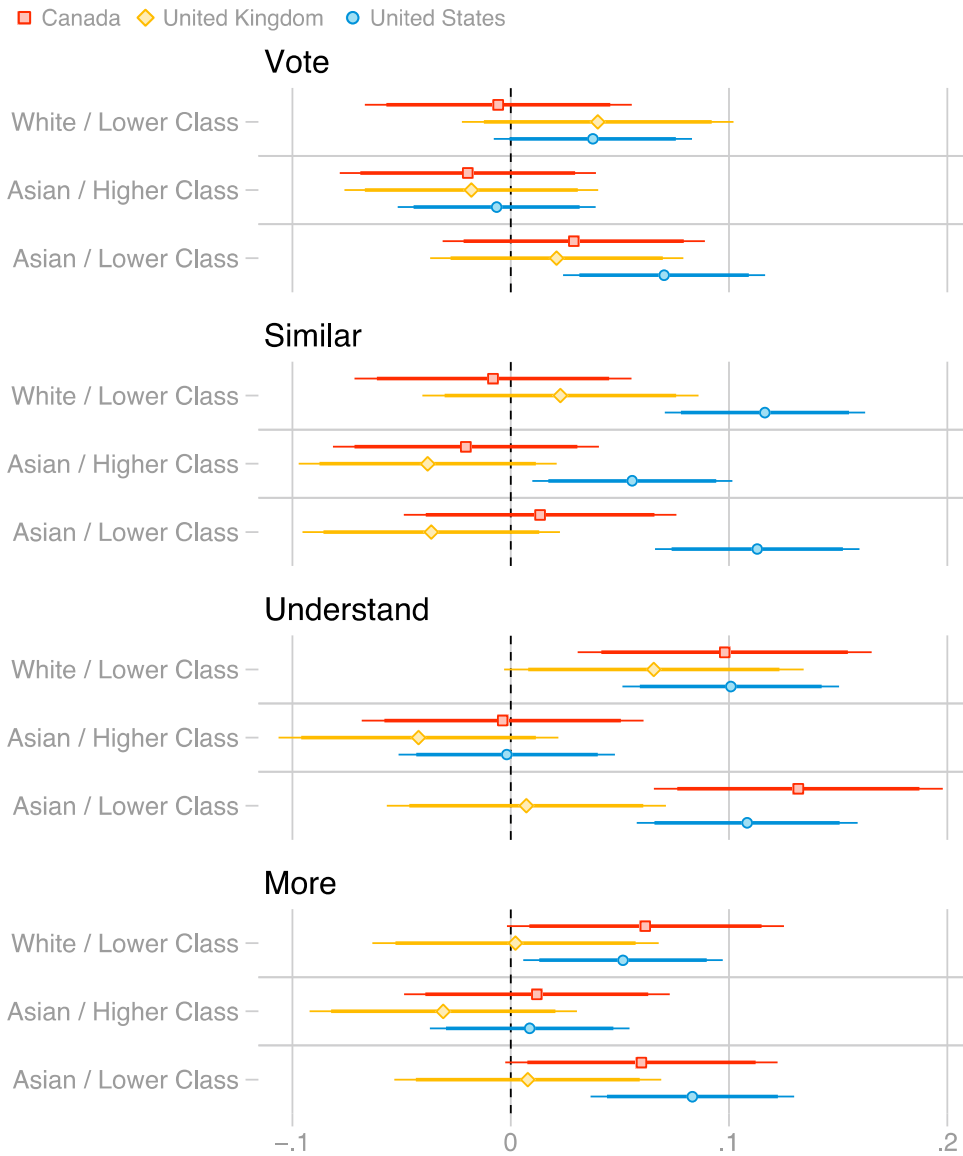 Canada United Kingdom United States
Vote
White / Lower Class
Asian / Higher Class
Asian / Lower Class
Similar
White / Lower Class
Asian / Higher Class
Asian / Lower Class
Understand
White / Lower Class
Asian / Higher Class
Asian / Lower Class
More
White / Lower Class
Asian / Higher Class
Asian / Lower Class
−.1 0 .1 .2